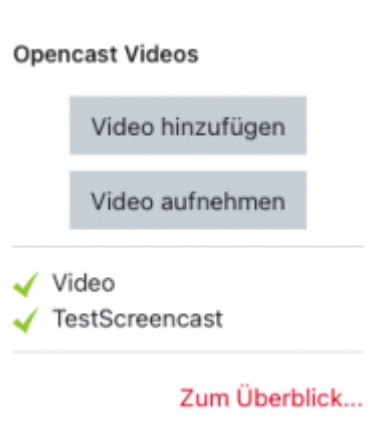 Opencast Videos
Video hinzufügen
Video aufnehmen
Video
TestScreencast
Zum Überblick...